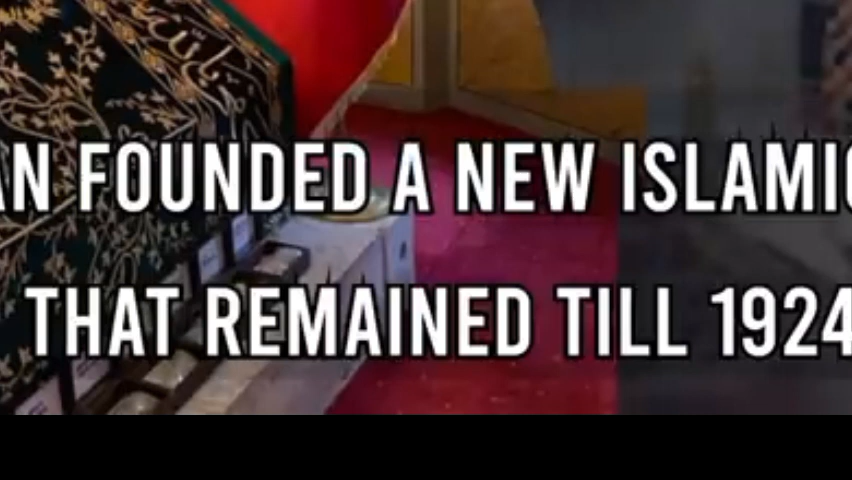 AN FOUNDED A NEW ISLAMIC
THAT REMAINED TILL 1924